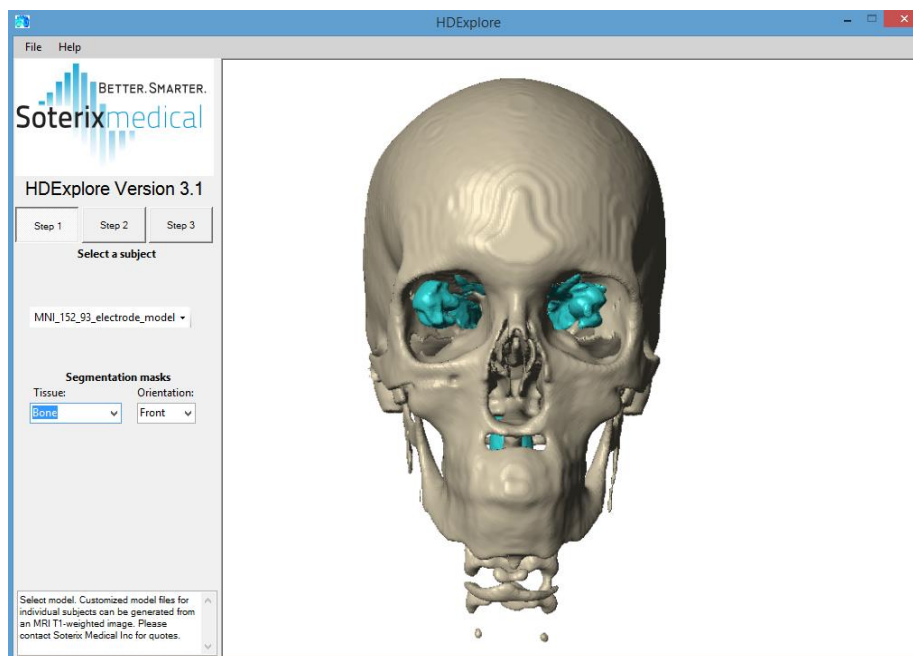 HDExplore
File Help
BETTER. SMARTER.
Soterixmedical
HDExplore Version 3.1
Step 1 Step 2 Step 3
Select a subject
MNI_152_93_electrode_model
Segmentation masks
Tissue: Orientation:
Bone Front
Select model. Customized model files for
individual subjects can be generated from
an MRI T1-weighted image. Please
contact Soterix Medical Inc for quotes.